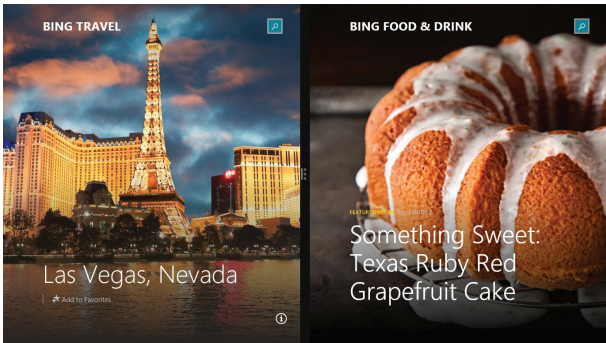 BING TRAVEL
Las Vegas, Nevada
Add to Favorites
BING FOOD & DRINK
Something Sweet:
Texas Ruby Red
Grapefruit Cake